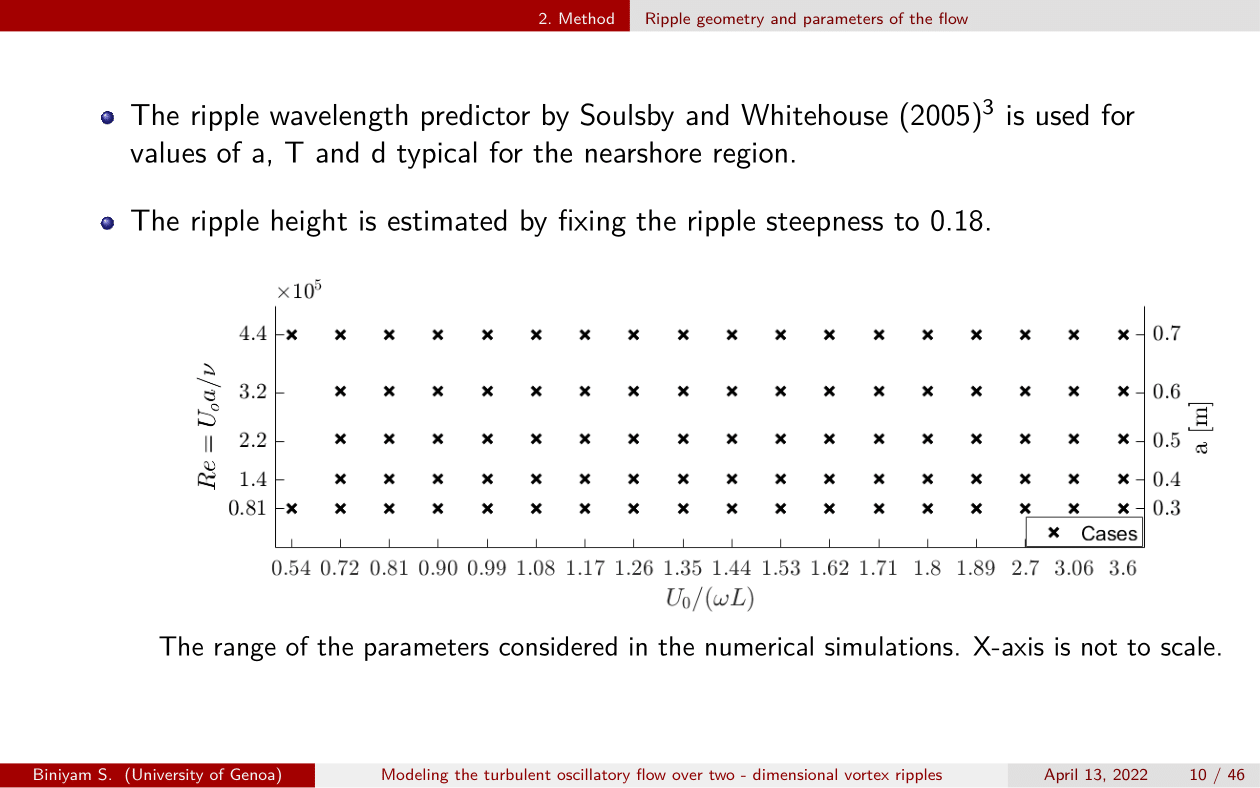 2. Method Ripple geometry and parameters of the flow
The ripple wavelength predictor by Soulsby and Whitehouse (2005)³ is used for
values of a, T and d typical for the nearshore region.
The ripple height is estimated by fixing the ripple steepness to 0.18.
×10⁵
4.4
3.2
2.2
1.4
0.81
Re = Uₒa/ν
0.7
0.6
0.5
0.4
0.3
a [m]
Cases
0.54 0.72 0.81 0.90 0.99 1.08 1.17 1.26 1.35 1.44 1.53 1.62 1.71 1.8 1.89 2.7 3.06 3.6
U₀/(ωL)
The range of the parameters considered in the numerical simulations. X-axis is not to scale.
Biniyam S. (University of Genoa) Modeling the turbulent oscillatory flow over two - dimensional vortex ripples April 13, 2022 10 / 46